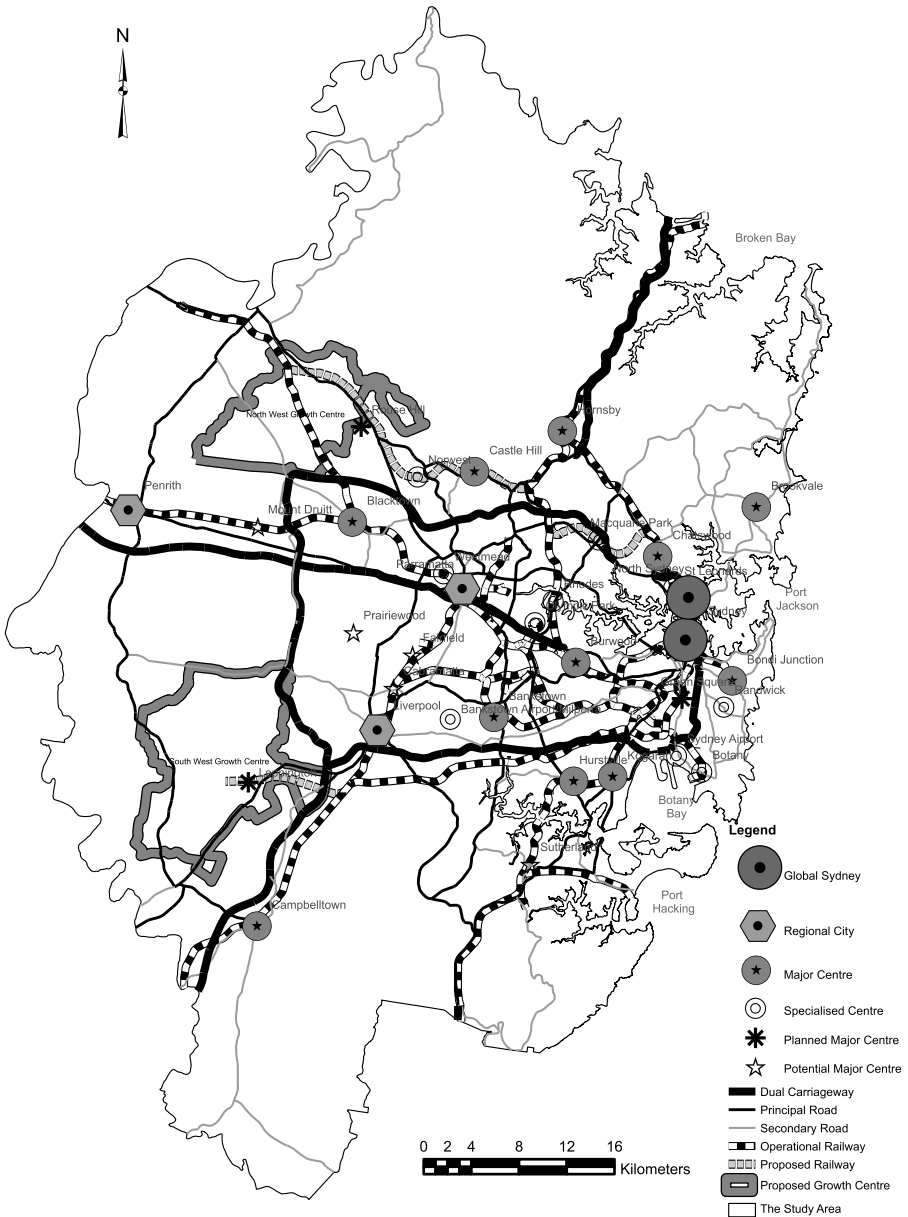 N
Broken Bay
Rouse Hill
North West Growth Centre
Hornsby
Castle Hill
Norwest
Penrith
Brookvale
Blacktown
Mount Druitt
Macquarie Park
Chatswood
Westmead
Parramatta
North Sydney
St Leonards
Rhodes
Port
Jackson
Sydney
Prairiewood
Fairfield
Burwood
Bondi Junction
Cabramatta
Randwick
Bankstown
Liverpool
Bankstown Airport
Sydney Airport
Kogarah
Botany
Hurstville
South West Growth Centre
Leppington
Botany
Bay
Legend
Sutherland
Global Sydney
Port
Hacking
Campbelltown
Regional City
Major Centre
Specialised Centre
Planned Major Centre
Potential Major Centre
Dual Carriageway
Principal Road
Secondary Road
Operational Railway
Proposed Railway
Proposed Growth Centre
The Study Area
0 2 4 8 12 16
Kilometers